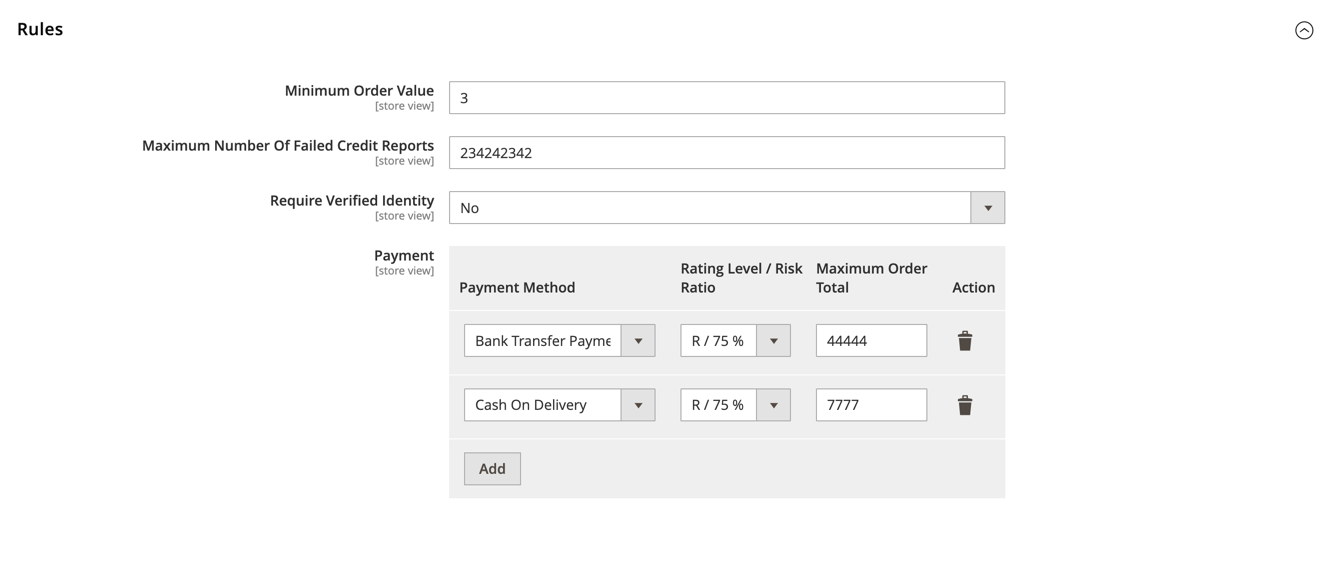 Rules
Minimum Order Value
[store view]
3
Maximum Number Of Failed Credit Reports
[store view]
234242342
Require Verified Identity
[store view]
No
Payment
[store view]
Payment Method
Rating Level / Risk
Ratio
Maximum Order
Total
Action
Bank Transfer Payme
R / 75 %
44444
Cash On Delivery
R / 75 %
7777
Add